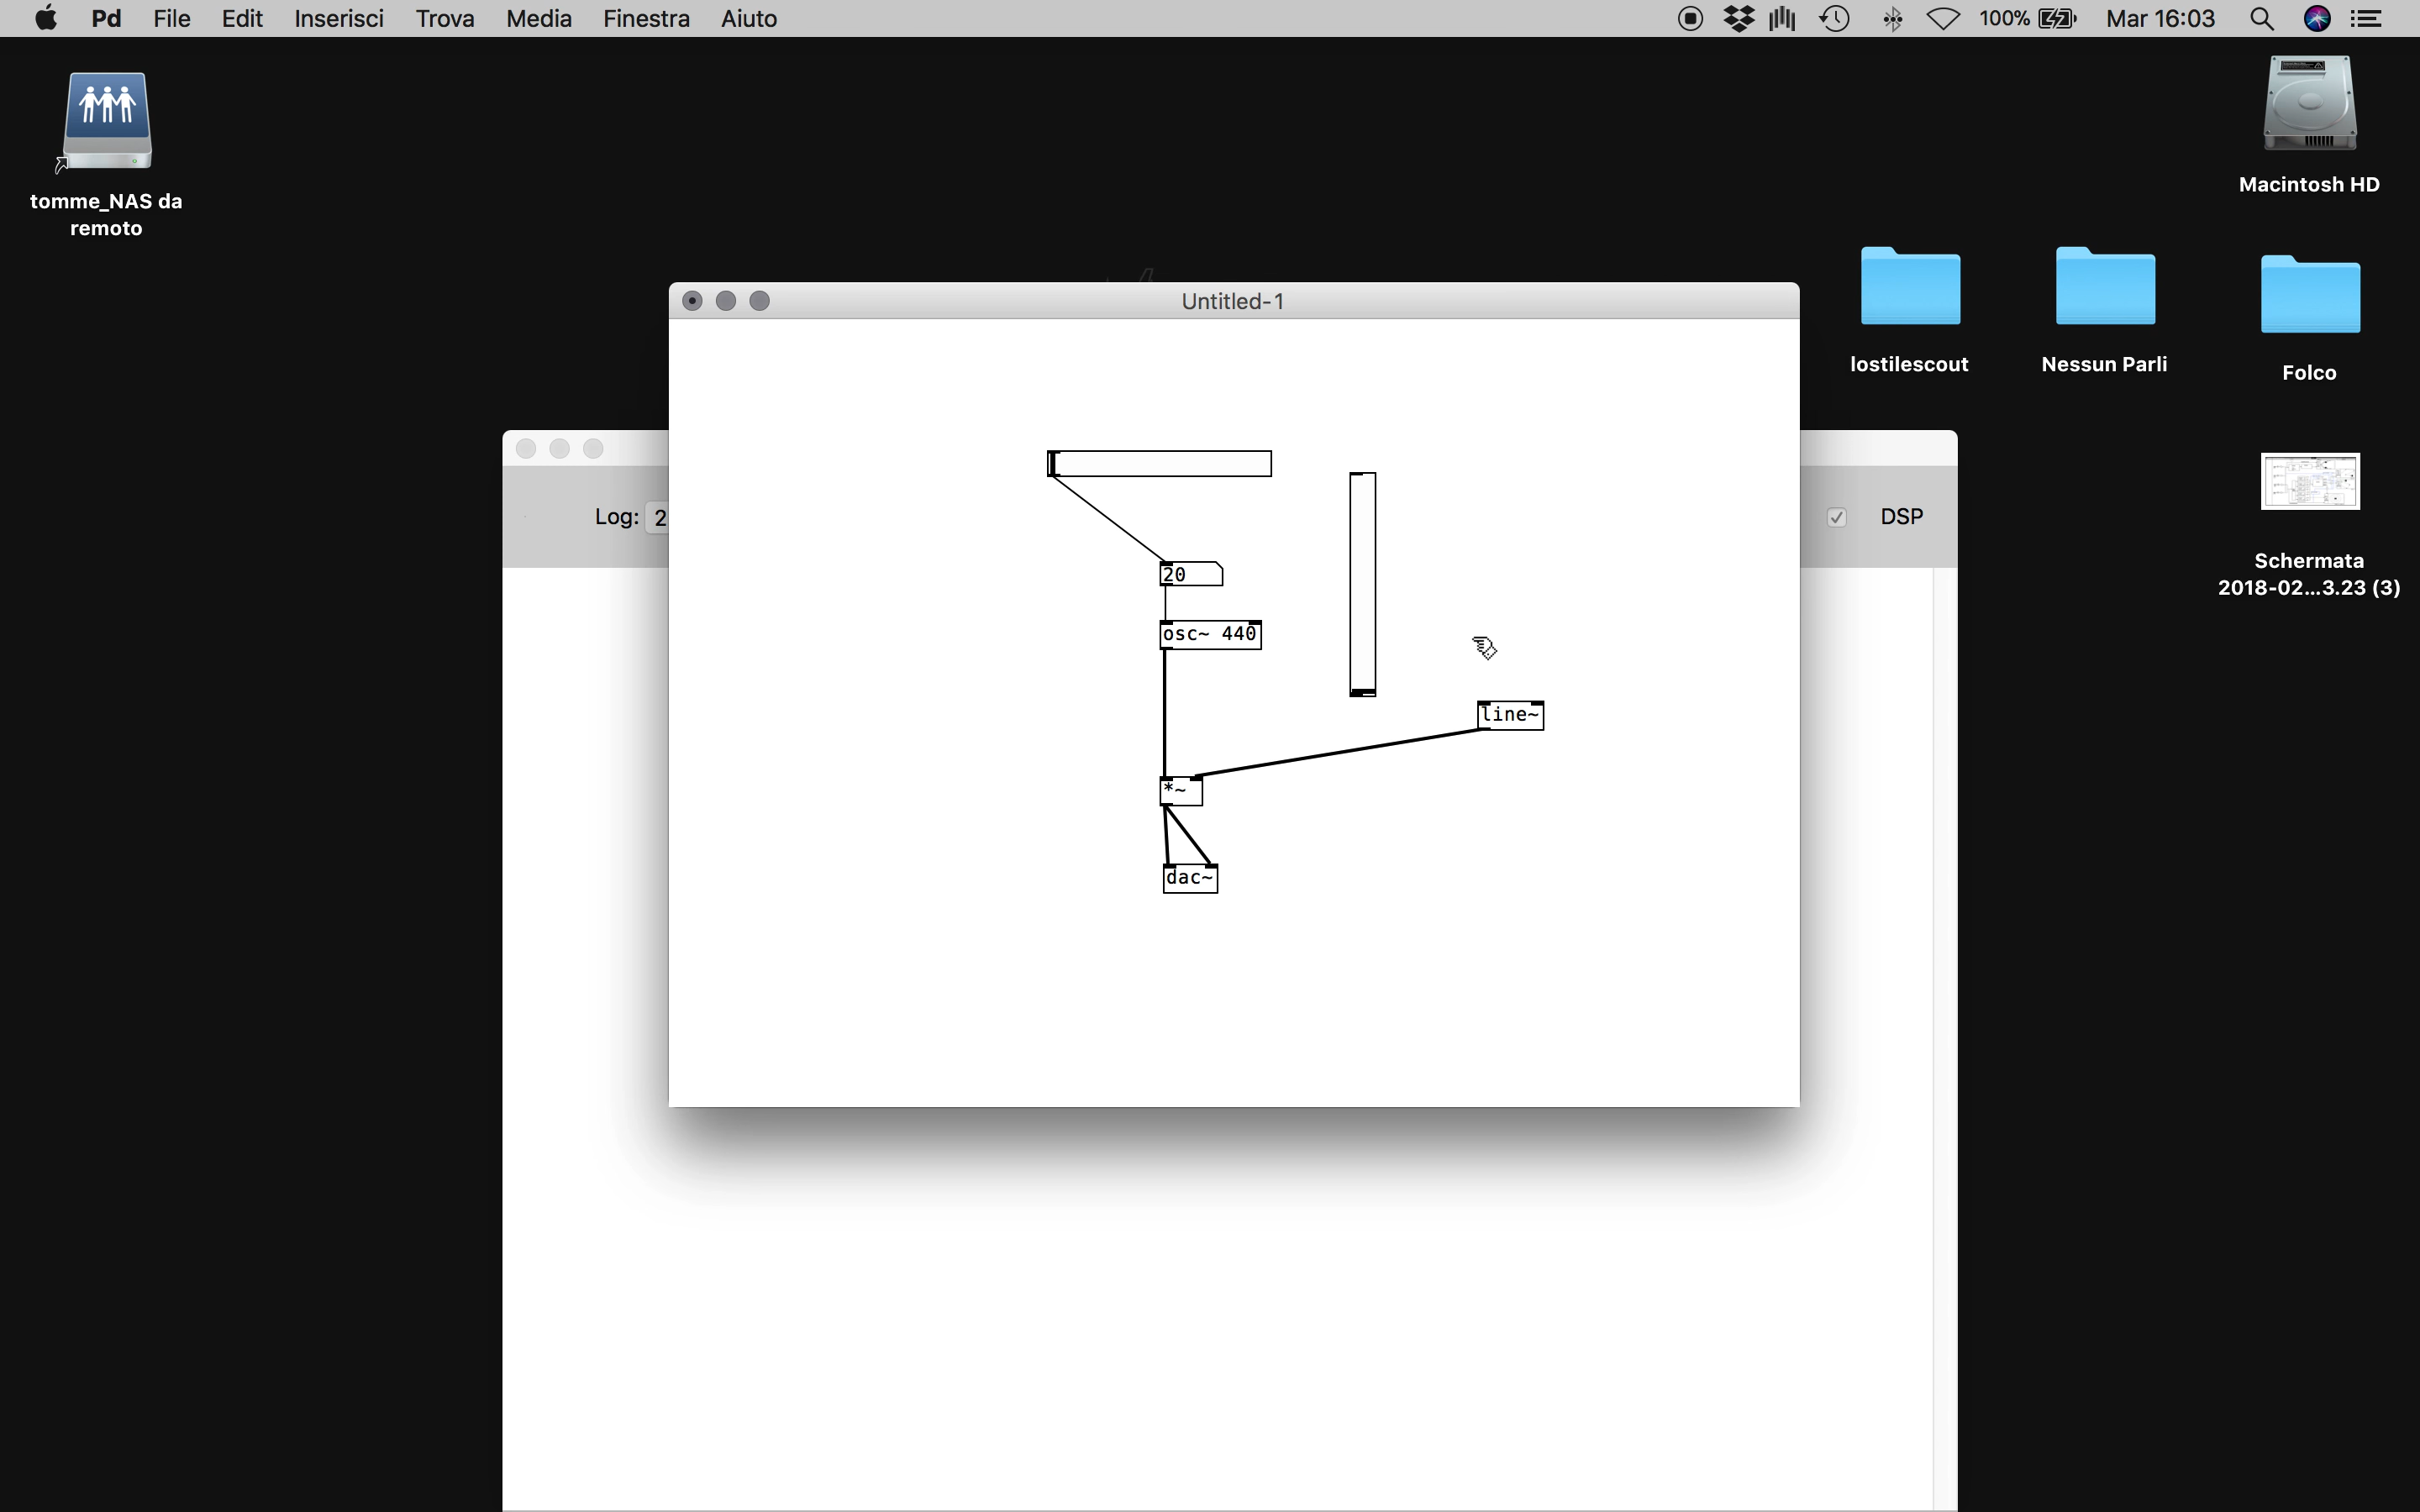 Pd File Edit Inserisci Trova Media Finestra Aiuto 100% Mar 16:03
tomme_NAS da
remoto
Macintosh HD
lostilescout
Nessun Parli
Folco
Schermata
2018-02...3.23 (3)
Untitled-1
Log: 2
DSP
20
osc~ 440
line~
*~
dac~